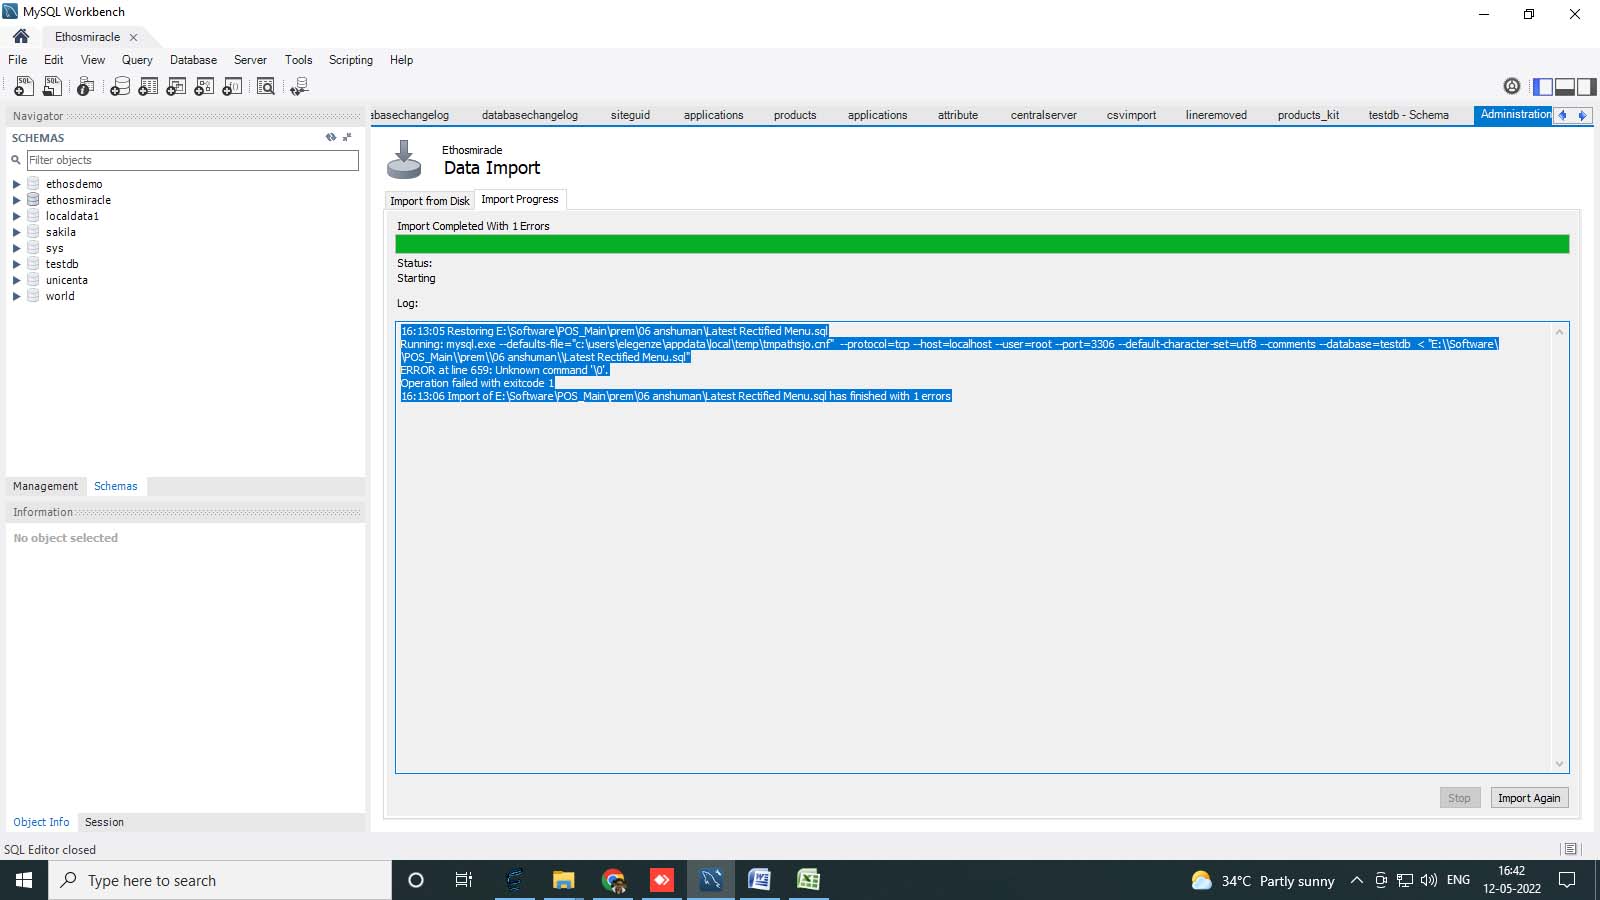 MySQL Workbench
Ethosmiracle
File Edit View Query Database Server Tools Scripting Help
Navigator
SCHEMAS
Filter objects
ethosdemo
ethosmiracle
localdata1
sakila
sys
testdb
unicenta
world
Management Schemas
Information
No object selected
Object Info Session
abasechangelog databasechangelog siteguid applications products applications attribute centralserver csvimport lineremoved products_kit testdb - Schema Administration
Ethosmiracle
Data Import
Import from Disk Import Progress
Import Completed With 1 Errors
Status:
Starting
Log:
16:13:05 Restoring E:\Software\POS_Main\prem\06 anshuman\Latest Rectified Menu.sql
Running: mysql.exe --defaults-file="c:\users\elegenze\appdata\local\temp\tmpathsjo.cnf" --protocol=tcp --host=localhost --user=root --port=3306 --default-character-set=utf8 --comments --database=testdb < "E:\\Software\
\POS_Main\\prem\\06 anshuman\\Latest Rectified Menu.sql"
ERROR at line 659: Unknown command '\0'.
Operation failed with exitcode 1
16:13:06 Import of E:\Software\POS_Main\prem\06 anshuman\Latest Rectified Menu.sql has finished with 1 errors
Stop Import Again
SQL Editor closed
Type here to search
34°C Partly sunny
ENG
16:42
12-05-2022